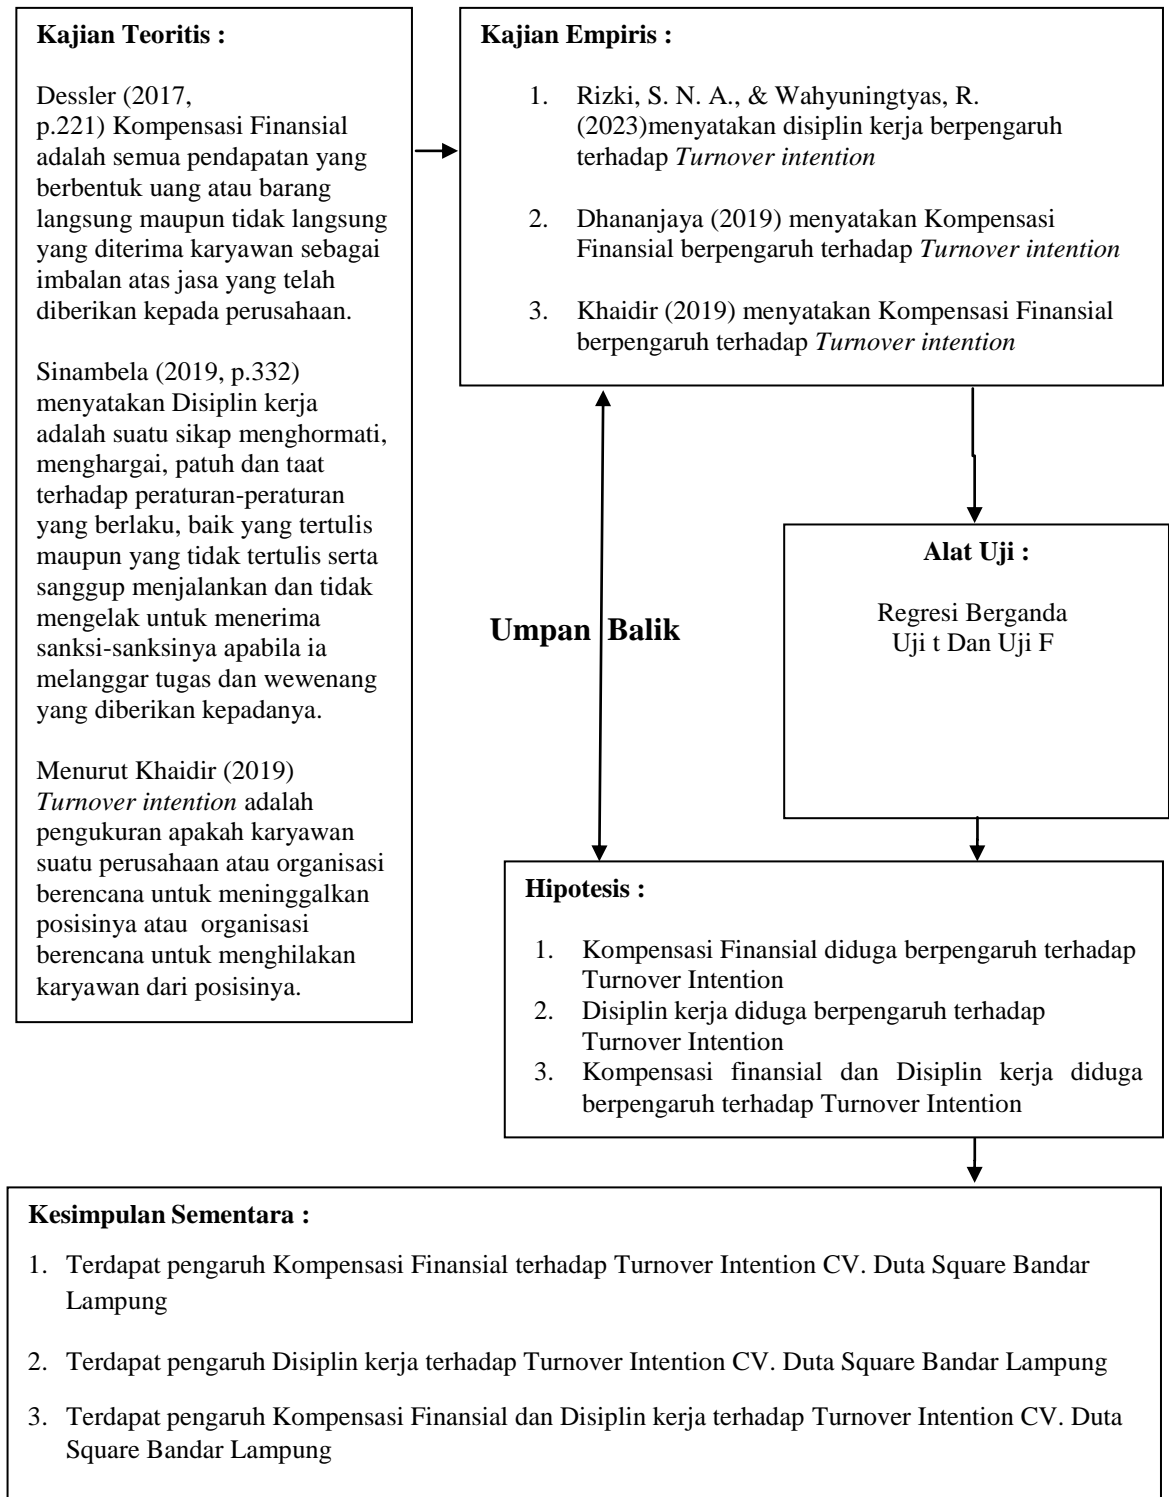 Kajian Teoritis :
Dessler (2017,
p.221) Kompensasi Finansial
adalah semua pendapatan yang
berbentuk uang atau barang
langsung maupun tidak langsung
yang diterima karyawan sebagai
imbalan atas jasa yang telah
diberikan kepada perusahaan.
Sinambela (2019, p.332)
menyatakan Disiplin kerja
adalah suatu sikap menghormati,
menghargai, patuh dan taat
terhadap peraturan-peraturan
yang berlaku, baik yang tertulis
maupun yang tidak tertulis serta
sanggup menjalankan dan tidak
mengelak untuk menerima
sanksi-sanksinya apabila ia
melanggar tugas dan wewenang
yang diberikan kepadanya.
Menurut Khaidir (2019)
Turnover intention adalah
pengukuran apakah karyawan
suatu perusahaan atau organisasi
berencana untuk meninggalkan
posisinya atau organisasi
berencana untuk menghilakan
karyawan dari posisinya.
Kajian Empiris :
1. Rizki, S. N. A., & Wahyuningtyas, R.
(2023)menyatakan disiplin kerja berpengaruh
terhadap Turnover intention
2. Dhananjaya (2019) menyatakan Kompensasi
Finansial berpengaruh terhadap Turnover intention
3. Khaidir (2019) menyatakan Kompensasi Finansial
berpengaruh terhadap Turnover intention
Umpan Balik
Alat Uji :
Regresi Berganda
Uji t Dan Uji F
Hipotesis :
1. Kompensasi Finansial diduga berpengaruh terhadap
Turnover Intention
2. Disiplin kerja diduga berpengaruh terhadap
Turnover Intention
3. Kompensasi finansial dan Disiplin kerja diduga
berpengaruh terhadap Turnover Intention
Kesimpulan Sementara :
1. Terdapat pengaruh Kompensasi Finansial terhadap Turnover Intention CV. Duta Square Bandar
Lampung
2. Terdapat pengaruh Disiplin kerja terhadap Turnover Intention CV. Duta Square Bandar Lampung
3. Terdapat pengaruh Kompensasi Finansial dan Disiplin kerja terhadap Turnover Intention CV. Duta
Square Bandar Lampung